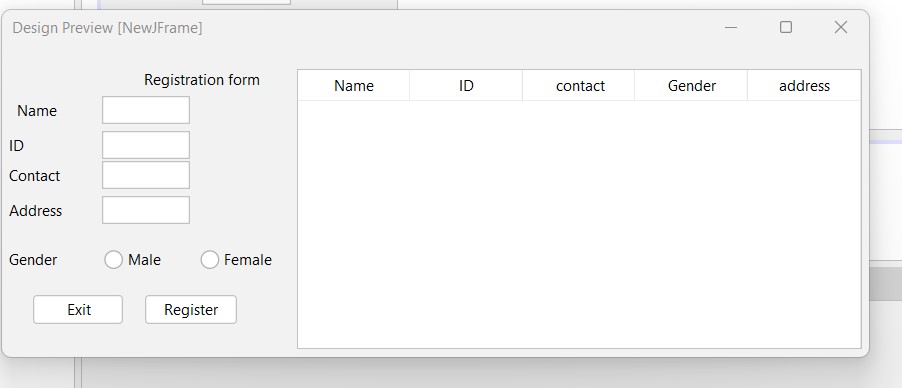 Design Preview [NewJFrame]
Registration form
Name
ID
Contact
Address
Gender Male Female
Exit Register
Name ID contact Gender address